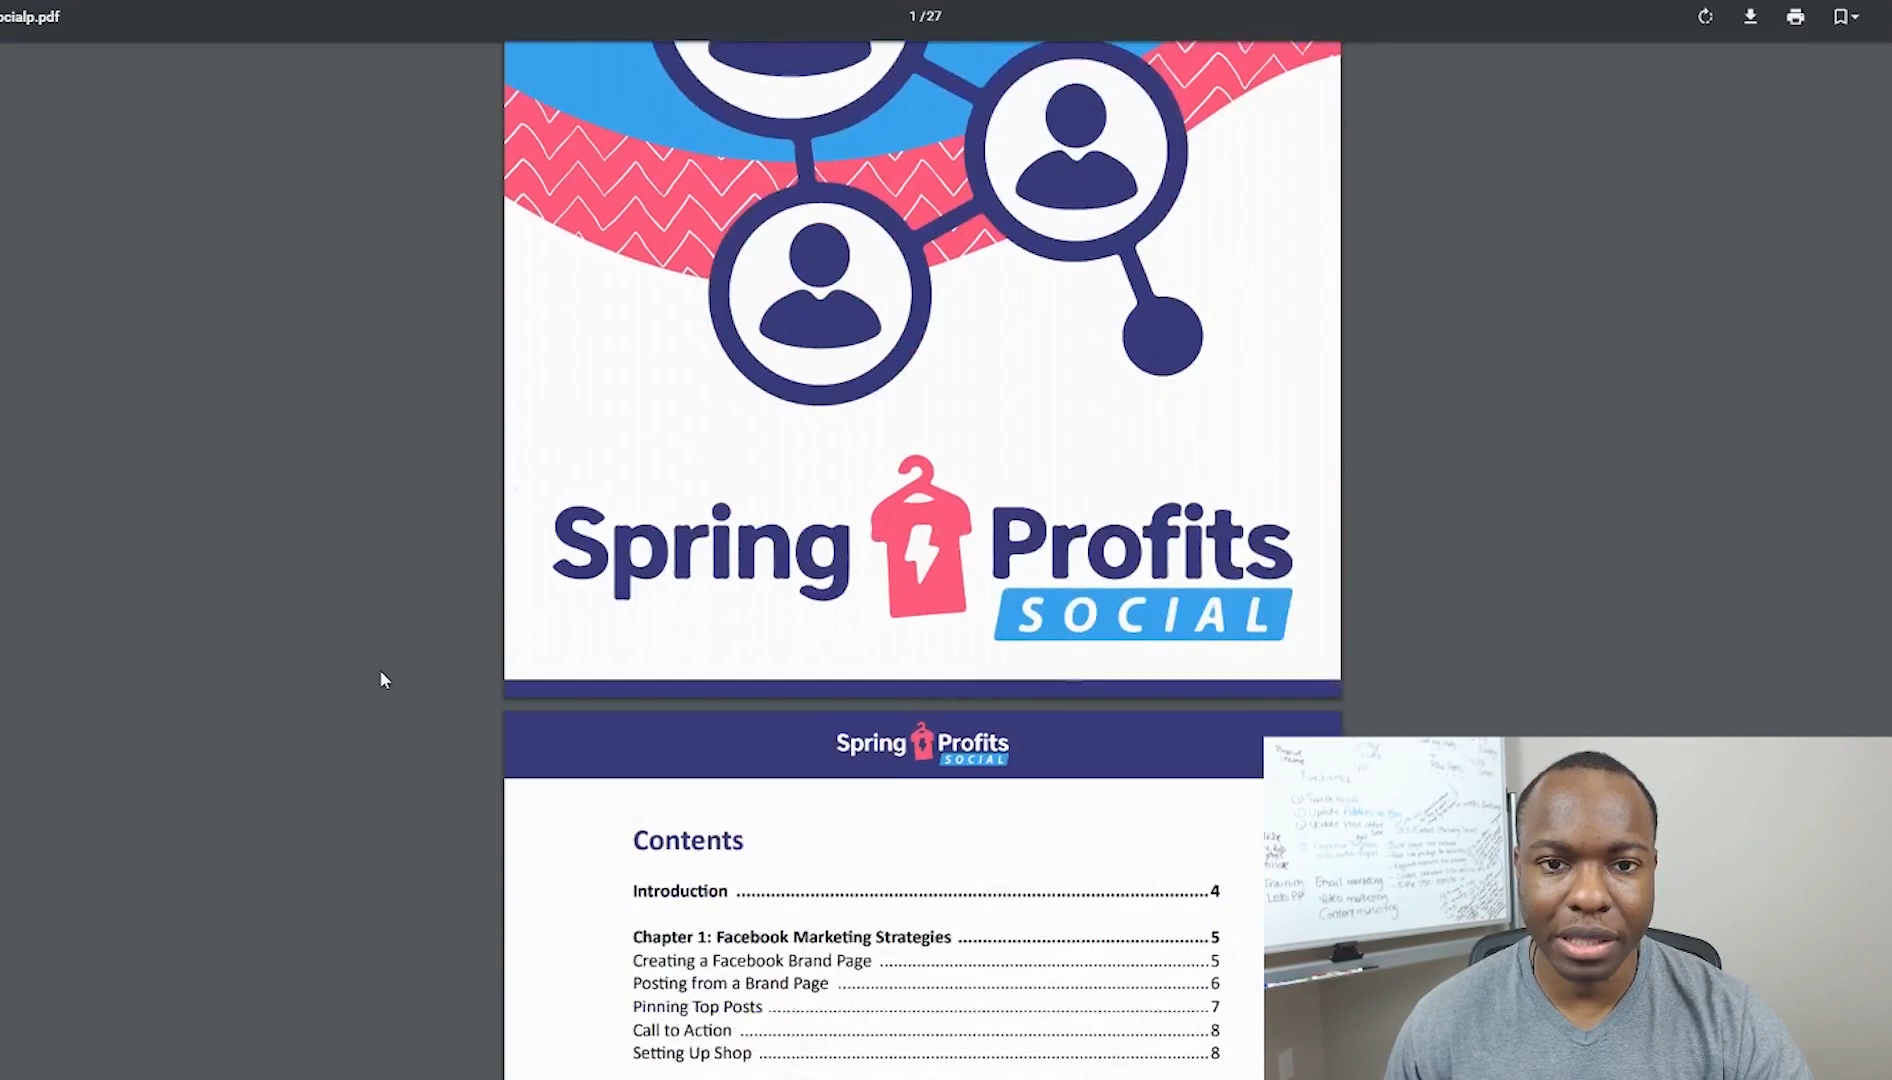 ocialp.pdf
1 / 27
Spring Profits
SOCIAL
Spring Profits
SOCIAL
Contents
Introduction ........ 4
Chapter 1: Facebook Marketing Strategies ........ 5
Creating a Facebook Brand Page ........ 5
Posting from a Brand Page ........ 6
Pinning Top Posts ........ 7
Call to Action ........ 8
Setting Up Shop ........ 8
Training
Email marketing
Video marketing
Content marketing